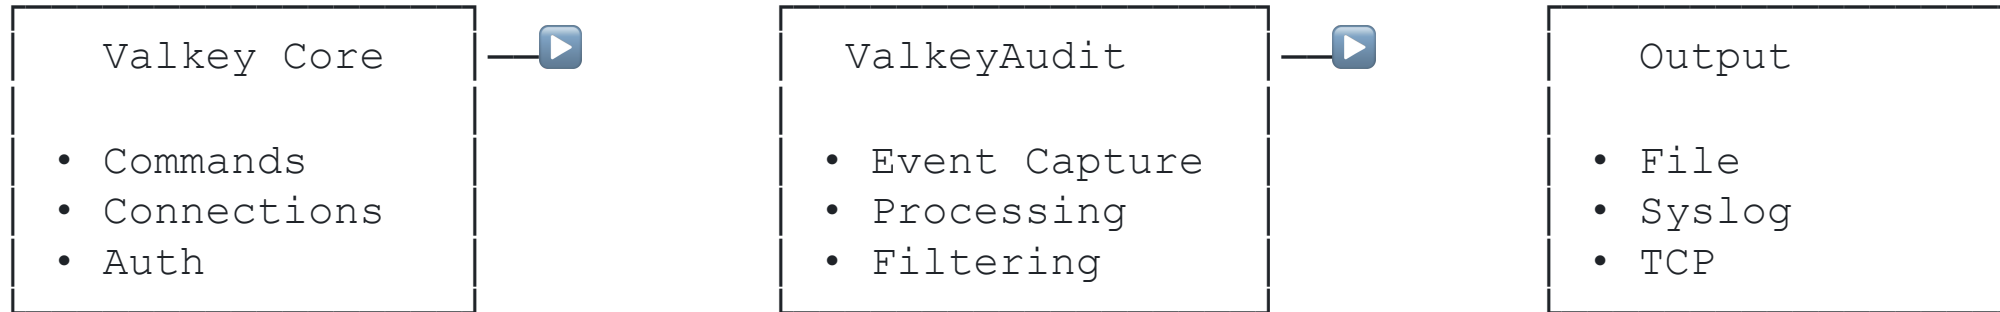 Valkey Core
• Commands
• Connections
• Auth
ValkeyAudit
• Event Capture
• Processing
• Filtering
Output
• File
• Syslog
• TCP